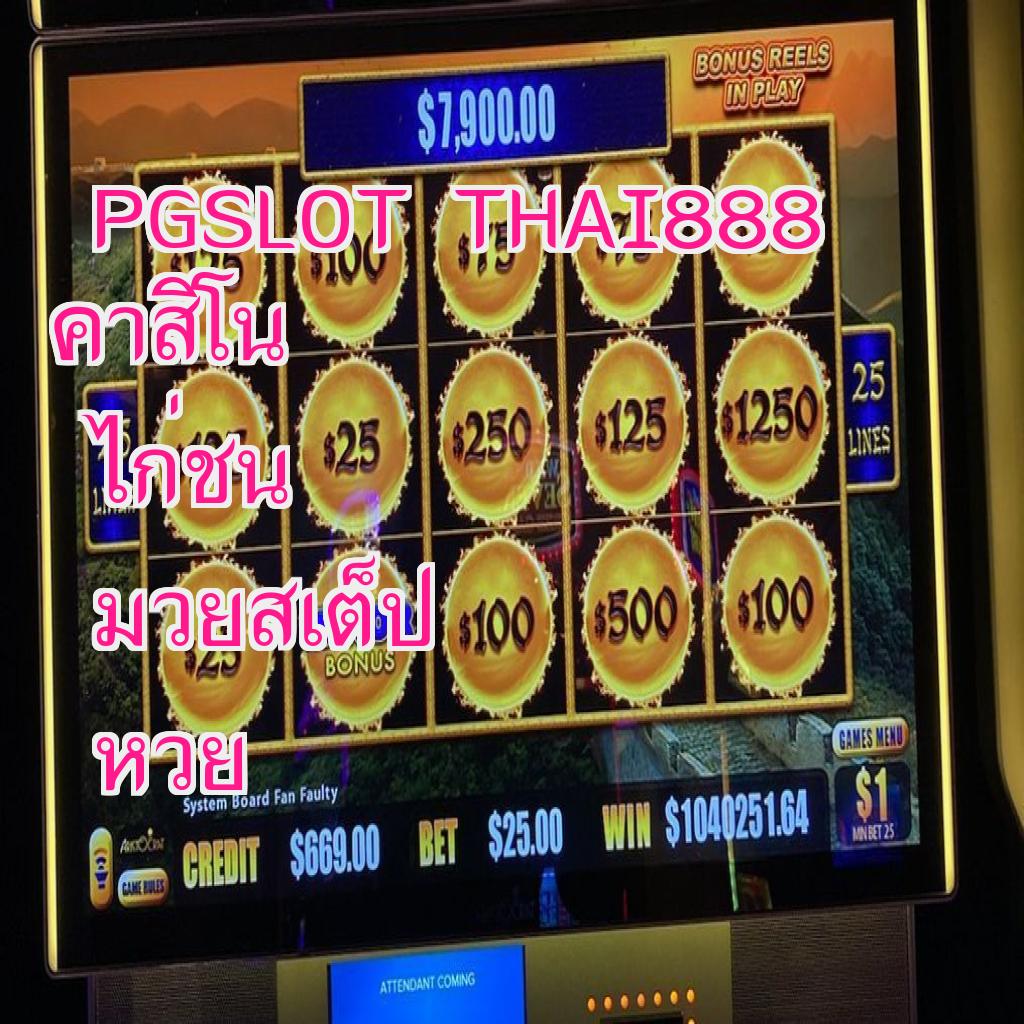 BONUS REELS
IN PLAY
$7,900.00
PGSLOT THAI888
$100 $75
คาสิโน
$25 $250 $125 $1250
25
LINES
ไก่ชน
มวยสเต็ป
$25 BONUS $100 $500 $100
หวย
GAMES MENU
System Board Fan Faulty
$1
MIN BET 25
ARISTOCRAT
GAME RULES
CREDIT $669.00 BET $25.00 WIN $1040251.64
ATTENDANT COMING